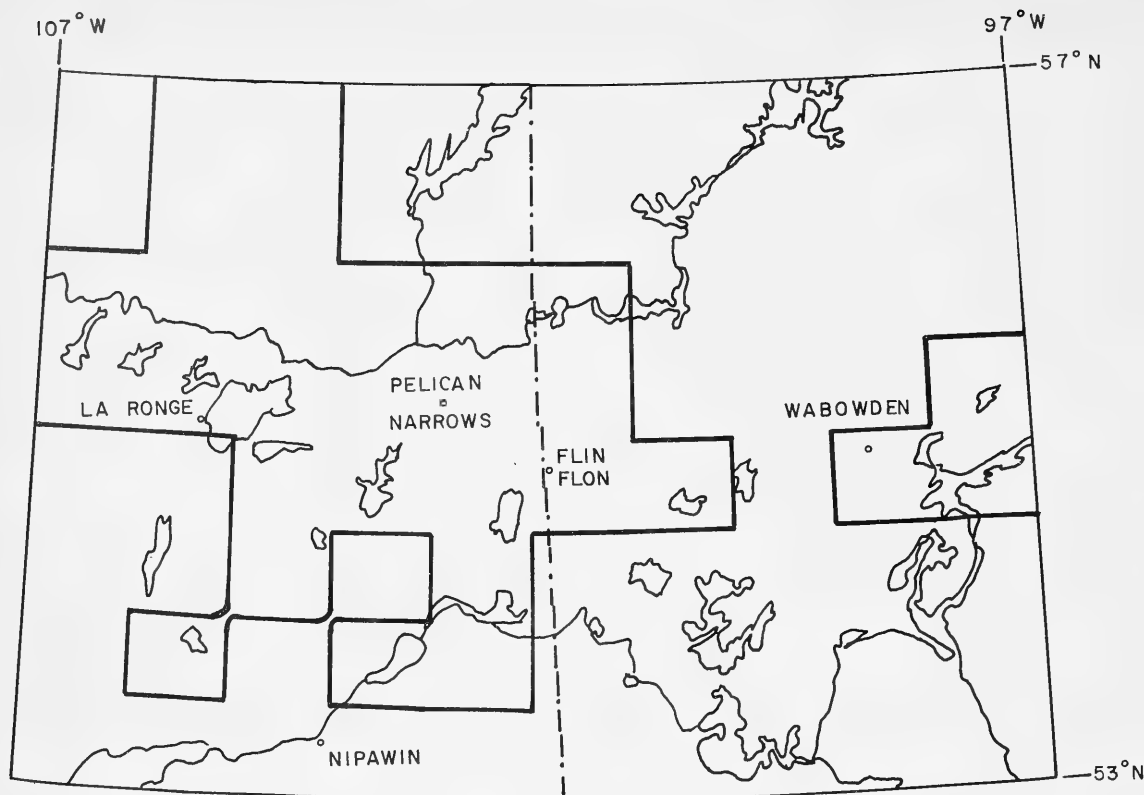 107°W
97°W
57°N
PELICAN
NARROWS
LA RONGE
WABOWDEN
FLIN
FLON
NIPAWIN
53°N